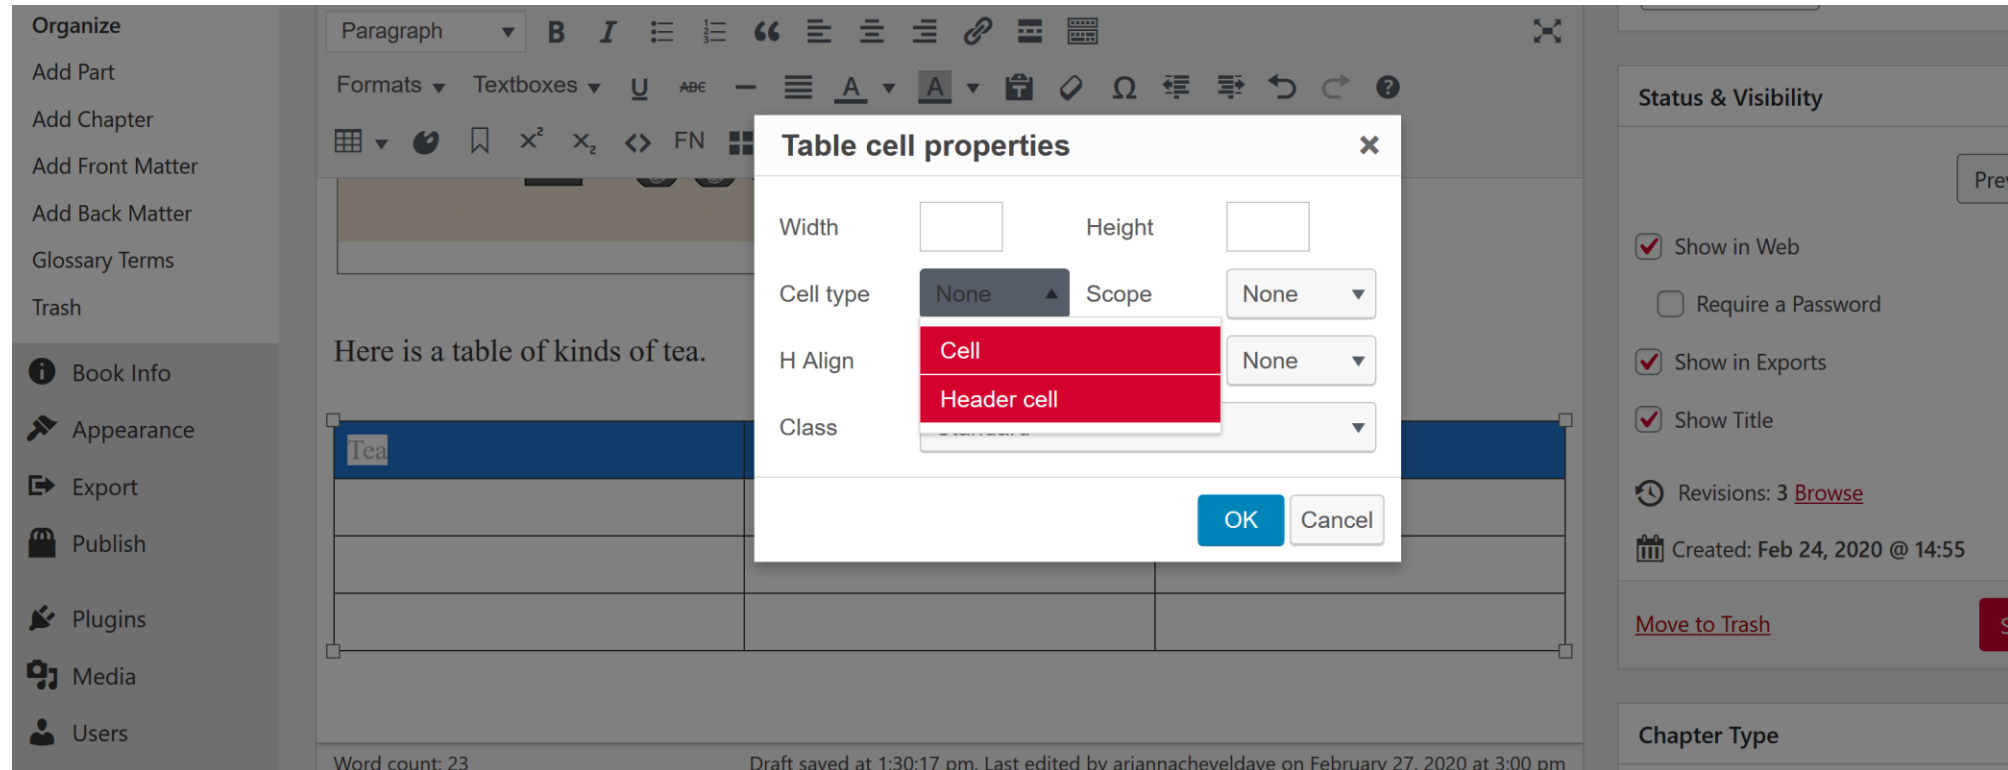 Organize
Add Part
Add Chapter
Add Front Matter
Add Back Matter
Glossary Terms
Trash
Book Info
Appearance
Export
Publish
Plugins
Media
Users
Paragraph
B I
Formats Textboxes U ABC A A Ω
x² x₂ <> FN
Here is a table of kinds of tea.
Tea
Word count: 23
Draft saved at 1:30:17 pm. Last edited by ariannacheveldave on February 27, 2020 at 3:00 pm
Table cell properties
Width
Height
Cell type
None
Scope
None
Cell
Header cell
H Align
None
Class
Standard
OK
Cancel
Status & Visibility
Show in Web
Require a Password
Show in Exports
Show Title
Revisions: 3 Browse
Created: Feb 24, 2020 @ 14:55
Move to Trash
Chapter Type